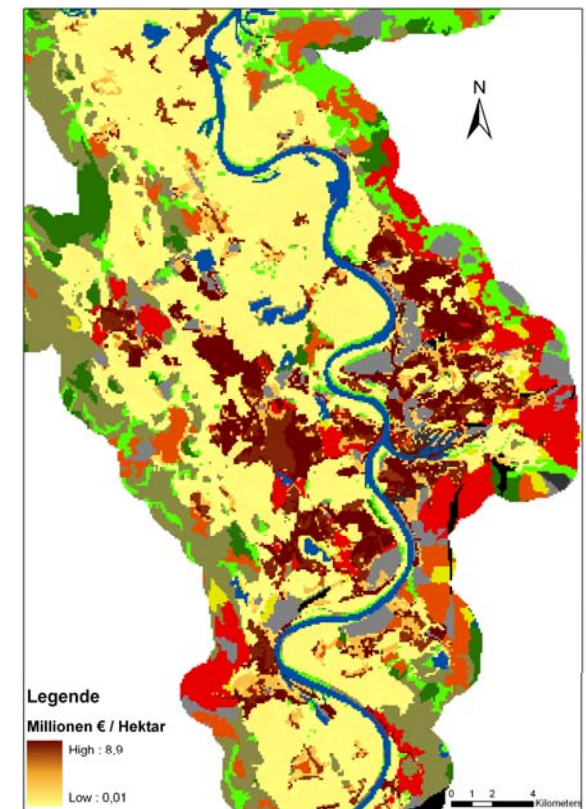 N
Legende
Millionen € / Hektar
High : 8,9
Low : 0,01
0 1 2 4
Kilometers